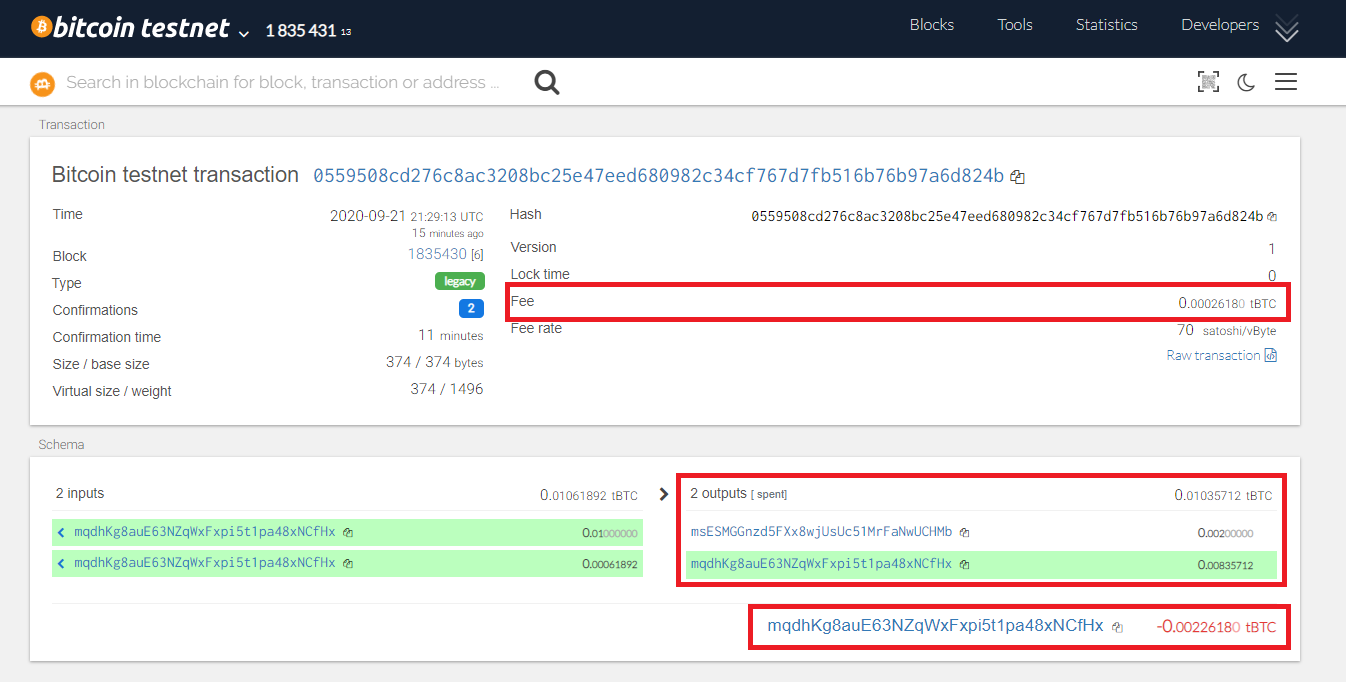 bitcoin testnet 1 835 431 13 Blocks Tools Statistics Developers
Search in blockchain for block, transaction or address ...
Transaction
Bitcoin testnet transaction 0559508cd276c8ac3208bc25e47eed680982c34cf767d7fb516b76b97a6d824b
Time 2020-09-21 21:29:13 UTC
15 minutes ago
Block 1835430 [6]
Type legacy
Confirmations 2
Confirmation time 11 minutes
Size / base size 374 / 374 bytes
Virtual size / weight 374 / 1496
Hash 0559508cd276c8ac3208bc25e47eed680982c34cf767d7fb516b76b97a6d824b
Version 1
Lock time 0
Fee 0.00026180 tBTC
Fee rate 70 satoshi/vByte
Raw transaction
Schema
2 inputs 0.01061892 tBTC
mqdhKg8auE63NZqWxFxpi5t1pa48xNCfHx 0.01000000
mqdhKg8auE63NZqWxFxpi5t1pa48xNCfHx 0.00061892
2 outputs [ spent] 0.01035712 tBTC
msESMGGnzd5FXx8wjUsUc51MrFaNwUCHMb 0.00200000
mqdhKg8auE63NZqWxFxpi5t1pa48xNCfHx 0.00835712
mqdhKg8auE63NZqWxFxpi5t1pa48xNCfHx -0.00226180 tBTC